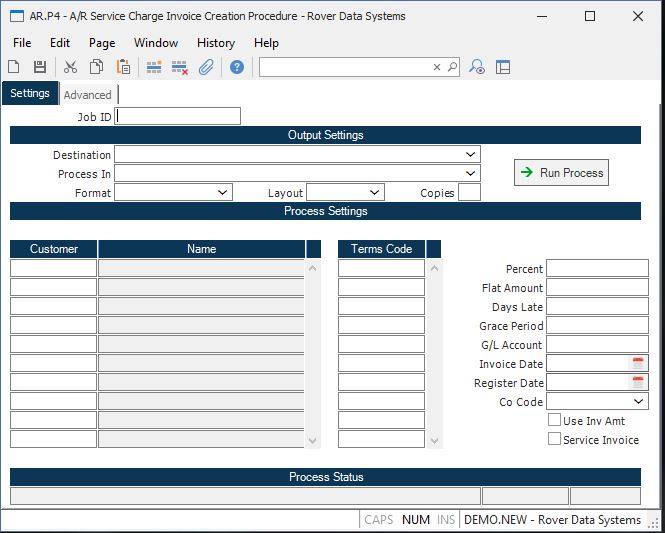 AR.P4 - A/R Service Charge Invoice Creation Procedure - Rover Data Systems
File Edit Page Window History Help
Settings Advanced
Job ID
Output Settings
Destination
Process In
Run Process
Format Layout Copies
Process Settings
Customer Name Terms Code
Percent
Flat Amount
Days Late
Grace Period
G/L Account
Invoice Date
Register Date
Co Code
Use Inv Amt
Service Invoice
Process Status
CAPS NUM INS DEMO.NEW - Rover Data Systems